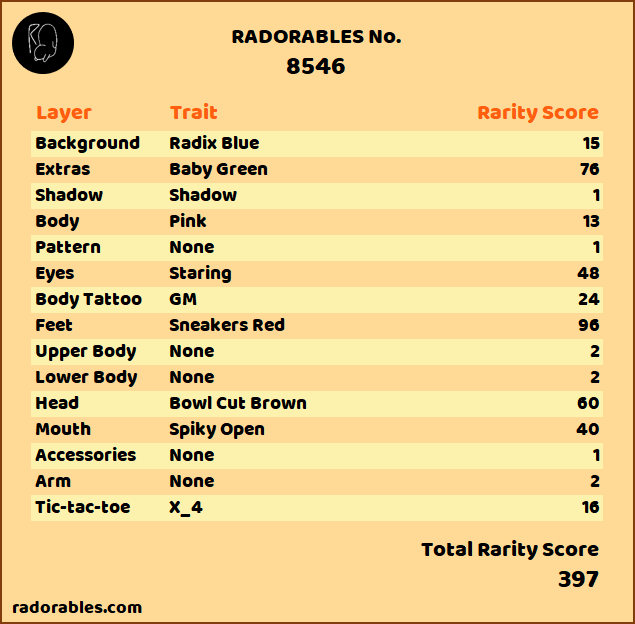 RADORABLES No.
8546
Layer Trait Rarity Score
Background Radix Blue 15
Extras Baby Green 76
Shadow Shadow 1
Body Pink 13
Pattern None 1
Eyes Staring 48
Body Tattoo GM 24
Feet Sneakers Red 96
Upper Body None 2
Lower Body None 2
Head Bowl Cut Brown 60
Mouth Spiky Open 40
Accessories None 1
Arm None 2
Tic-tac-toe X_4 16
Total Rarity Score
397
radorables.com